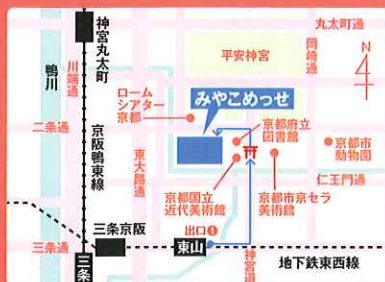 神宮丸太町
丸太町通
鴨川
川端通
平安神宮
岡崎通
4
ローム
シアター
京都
みやこめっせ
二条通
京阪鴨東線
東大路通
京都府立
図書館
京都市
動物園
仁王門通
京都国立
近代美術館
京都市京セラ
美術館
三条京阪
出口❶
三条通
東山
神宮道
地下鉄東西線
三条